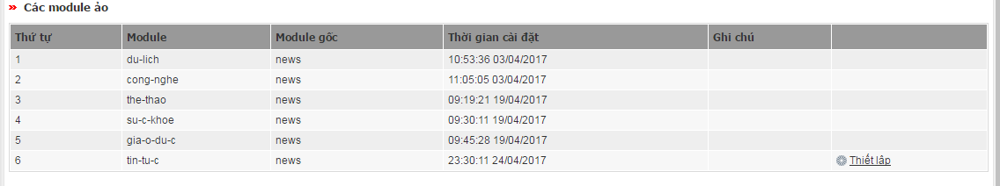 Các module ảo
Thứ tự Module Module gốc Thời gian cài đặt Ghi chú
1 du-lich news 10:53:36 03/04/2017
2 cong-nghe news 11:05:05 03/04/2017
3 the-thao news 09:19:21 19/04/2017
4 su-c-khoe news 09:30:11 19/04/2017
5 gia-o-du-c news 09:45:28 19/04/2017
6 tin-tu-c news 23:30:11 24/04/2017 Thiết lập